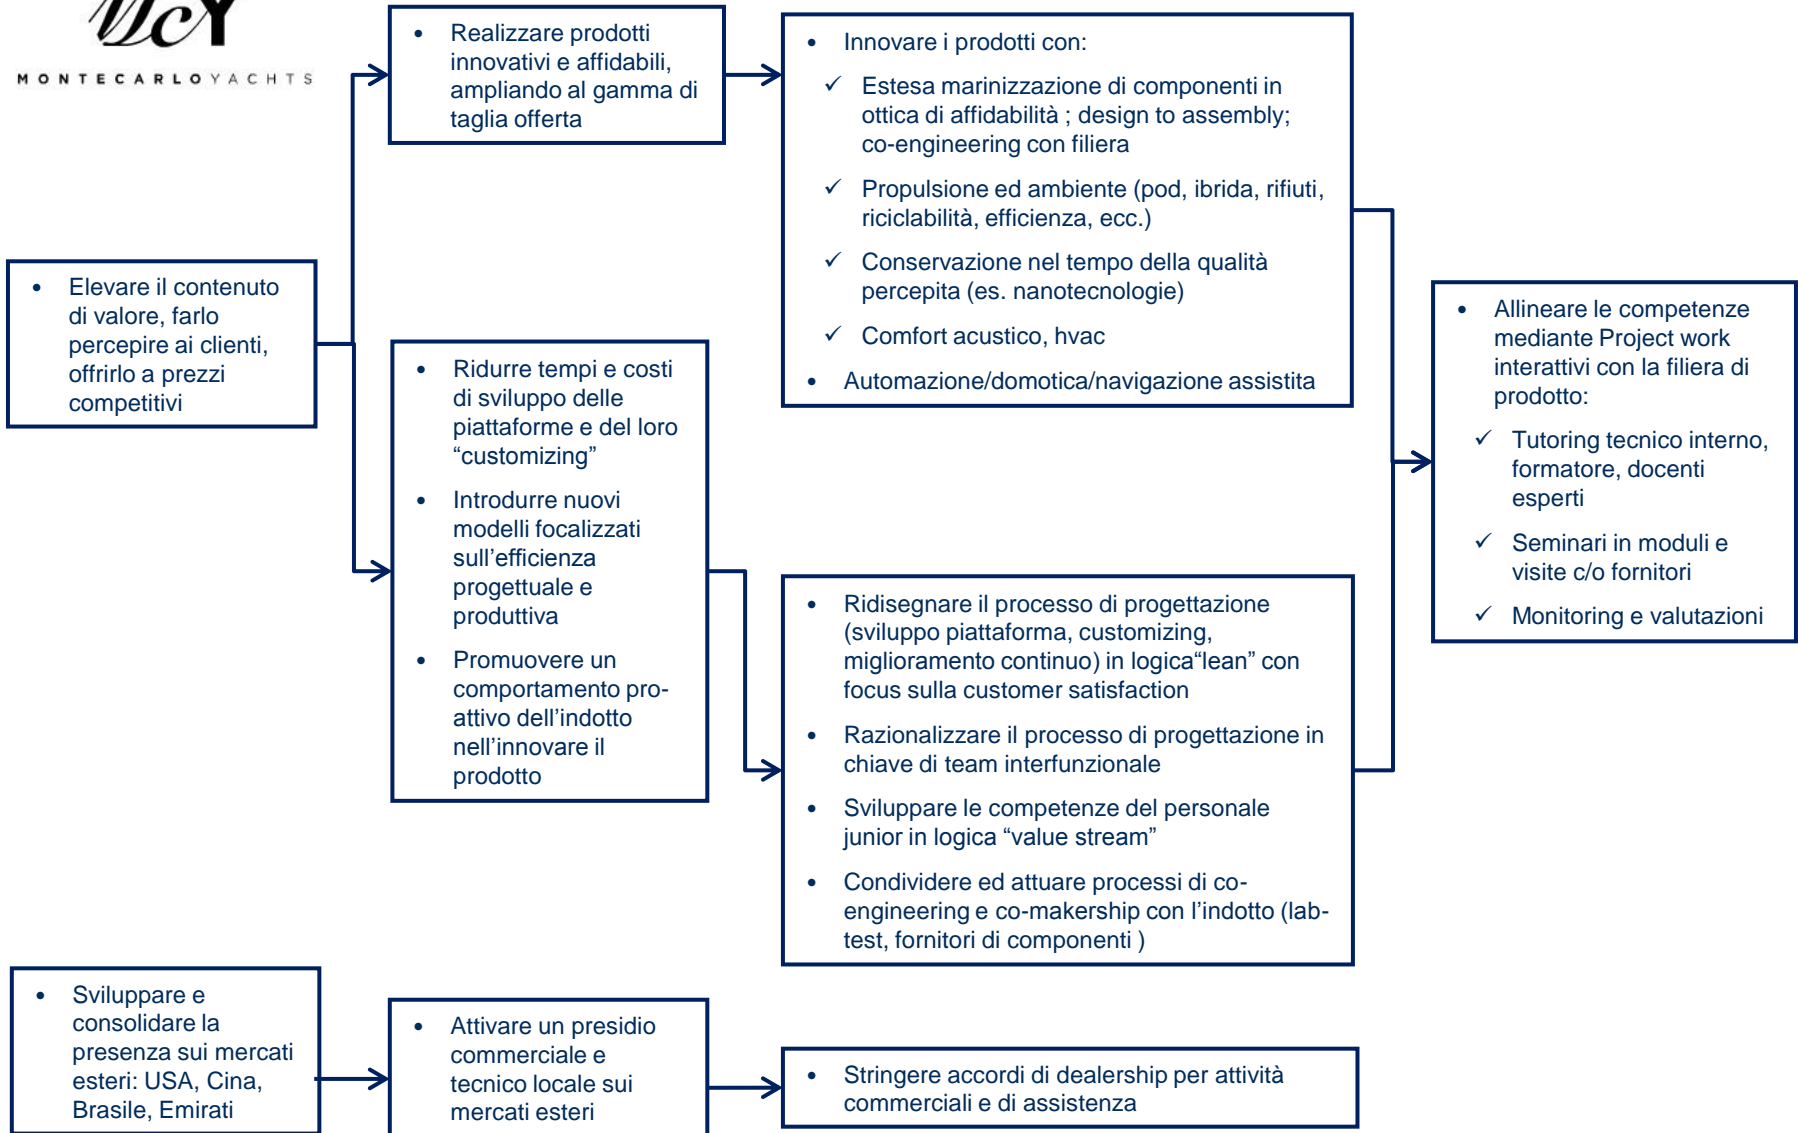 McY
MONTECARLOYACHTS
• Realizzare prodotti
innovativi e affidabili,
ampliando al gamma di
taglia offerta
• Innovare i prodotti con:
✓ Estesa marinizzazione di componenti in
ottica di affidabilità ; design to assembly;
co-engineering con filiera
✓ Propulsione ed ambiente (pod, ibrida, rifiuti,
riciclabilità, efficienza, ecc.)
✓ Conservazione nel tempo della qualità
percepita (es. nanotecnologie)
✓ Comfort acustico, hvac
• Automazione/domotica/navigazione assistita
• Elevare il contenuto
di valore, farlo
percepire ai clienti,
offrirlo a prezzi
competitivi
• Ridurre tempi e costi
di sviluppo delle
piattaforme e del loro
“customizing”
• Introdurre nuovi
modelli focalizzati
sull’efficienza
progettuale e
produttiva
• Promuovere un
comportamento pro-
attivo dell’indotto
nell’innovare il
prodotto
• Ridisegnare il processo di progettazione
(sviluppo piattaforma, customizing,
miglioramento continuo) in logica“lean” con
focus sulla customer satisfaction
• Razionalizzare il processo di progettazione in
chiave di team interfunzionale
• Sviluppare le competenze del personale
junior in logica “value stream”
• Condividere ed attuare processi di co-
engineering e co-makership con l’indotto (lab-
test, fornitori di componenti )
• Allineare le competenze
mediante Project work
interattivi con la filiera di
prodotto:
✓ Tutoring tecnico interno,
formatore, docenti
esperti
✓ Seminari in moduli e
visite c/o fornitori
✓ Monitoring e valutazioni
• Sviluppare e
consolidare la
presenza sui mercati
esteri: USA, Cina,
Brasile, Emirati
• Attivare un presidio
commerciale e
tecnico locale sui
mercati esteri
• Stringere accordi di dealership per attività
commerciali e di assistenza